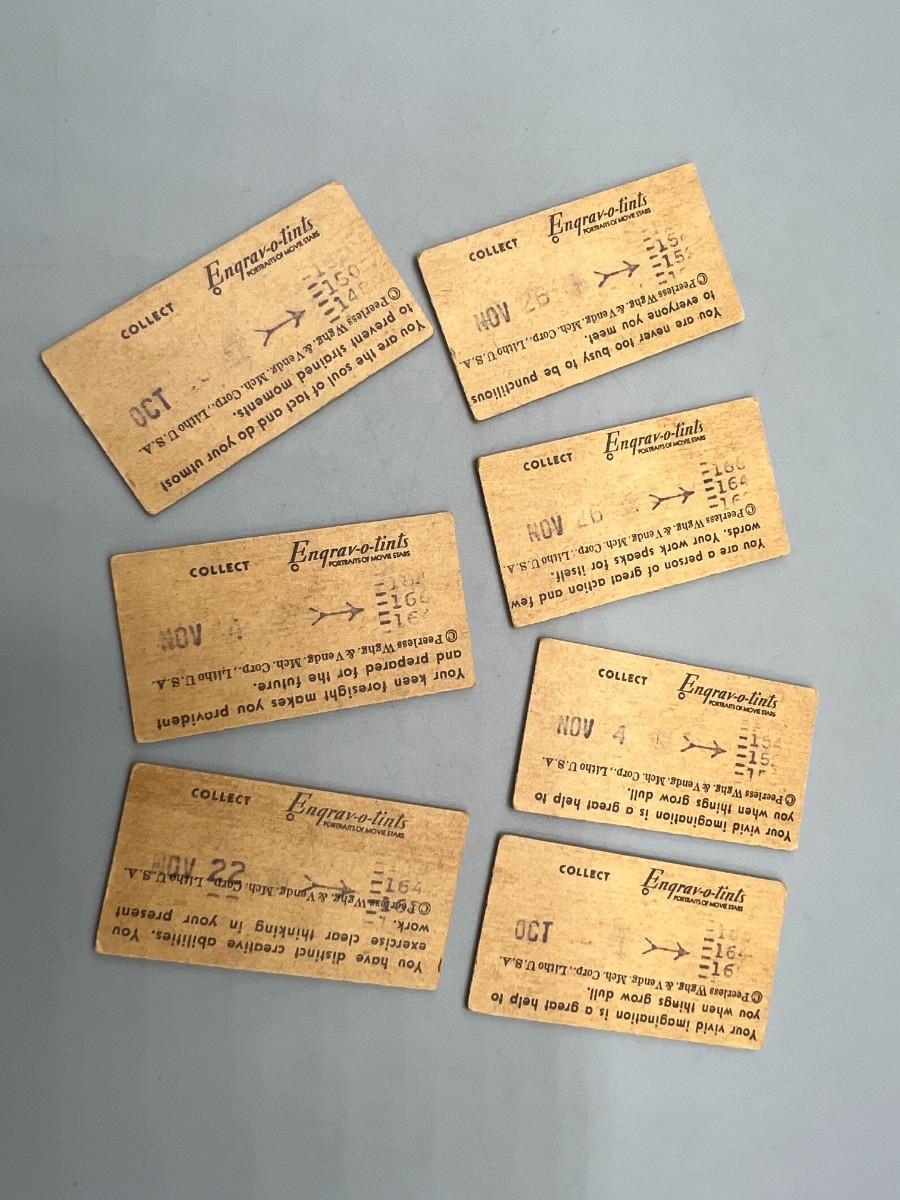 COLLECT Engrav-o-tints
PORTRAITS OF MOVIE STARS
150
148
OCT
© Peerless Wghg. & Vendg. Mch. Corp., Litho U.S.A.
You are the soul of tact and do your utmost
to prevent strained moments.
COLLECT Engrav-o-tints
PORTRAITS OF MOVIE STARS
NOV 26
© Peerless Wghg. & Vendg. Mch. Corp., Litho U.S.A.
You are never too busy to be punctilious
to everyone you meet.
COLLECT Engrav-o-tints
PORTRAITS OF MOVIE STARS
166
NOV 26 164
© Peerless Wghg. & Vendg. Mch. Corp., Litho U.S.A.
You are a person of great action and few
words. Your work speaks for itself.
COLLECT Engrav-o-tints
PORTRAITS OF MOVIE STARS
NOV
© Peerless Wghg. & Vendg. Mch. Corp., Litho U.S.A.
Your keen foresight makes you provident
and prepared for the future.
COLLECT Engrav-o-tints
PORTRAITS OF MOVIE STARS
154
NOV 4
© Peerless Wghg. & Vendg. Mch. Corp., Litho U.S.A.
Your vivid imagination is a great help to
you when things grow dull.
COLLECT Engrav-o-tints
PORTRAITS OF MOVIE STARS
NOV 22 164
© Peerless Wghg. & Vendg. Mch. Corp., Litho U.S.A.
You have distinct creative abilities. You
exercise clear thinking in your present
work.
COLLECT Engrav-o-tints
PORTRAITS OF MOVIE STARS
OCT 164
© Peerless Wghg. & Vendg. Mch. Corp., Litho U.S.A.
Your vivid imagination is a great help to
you when things grow dull.